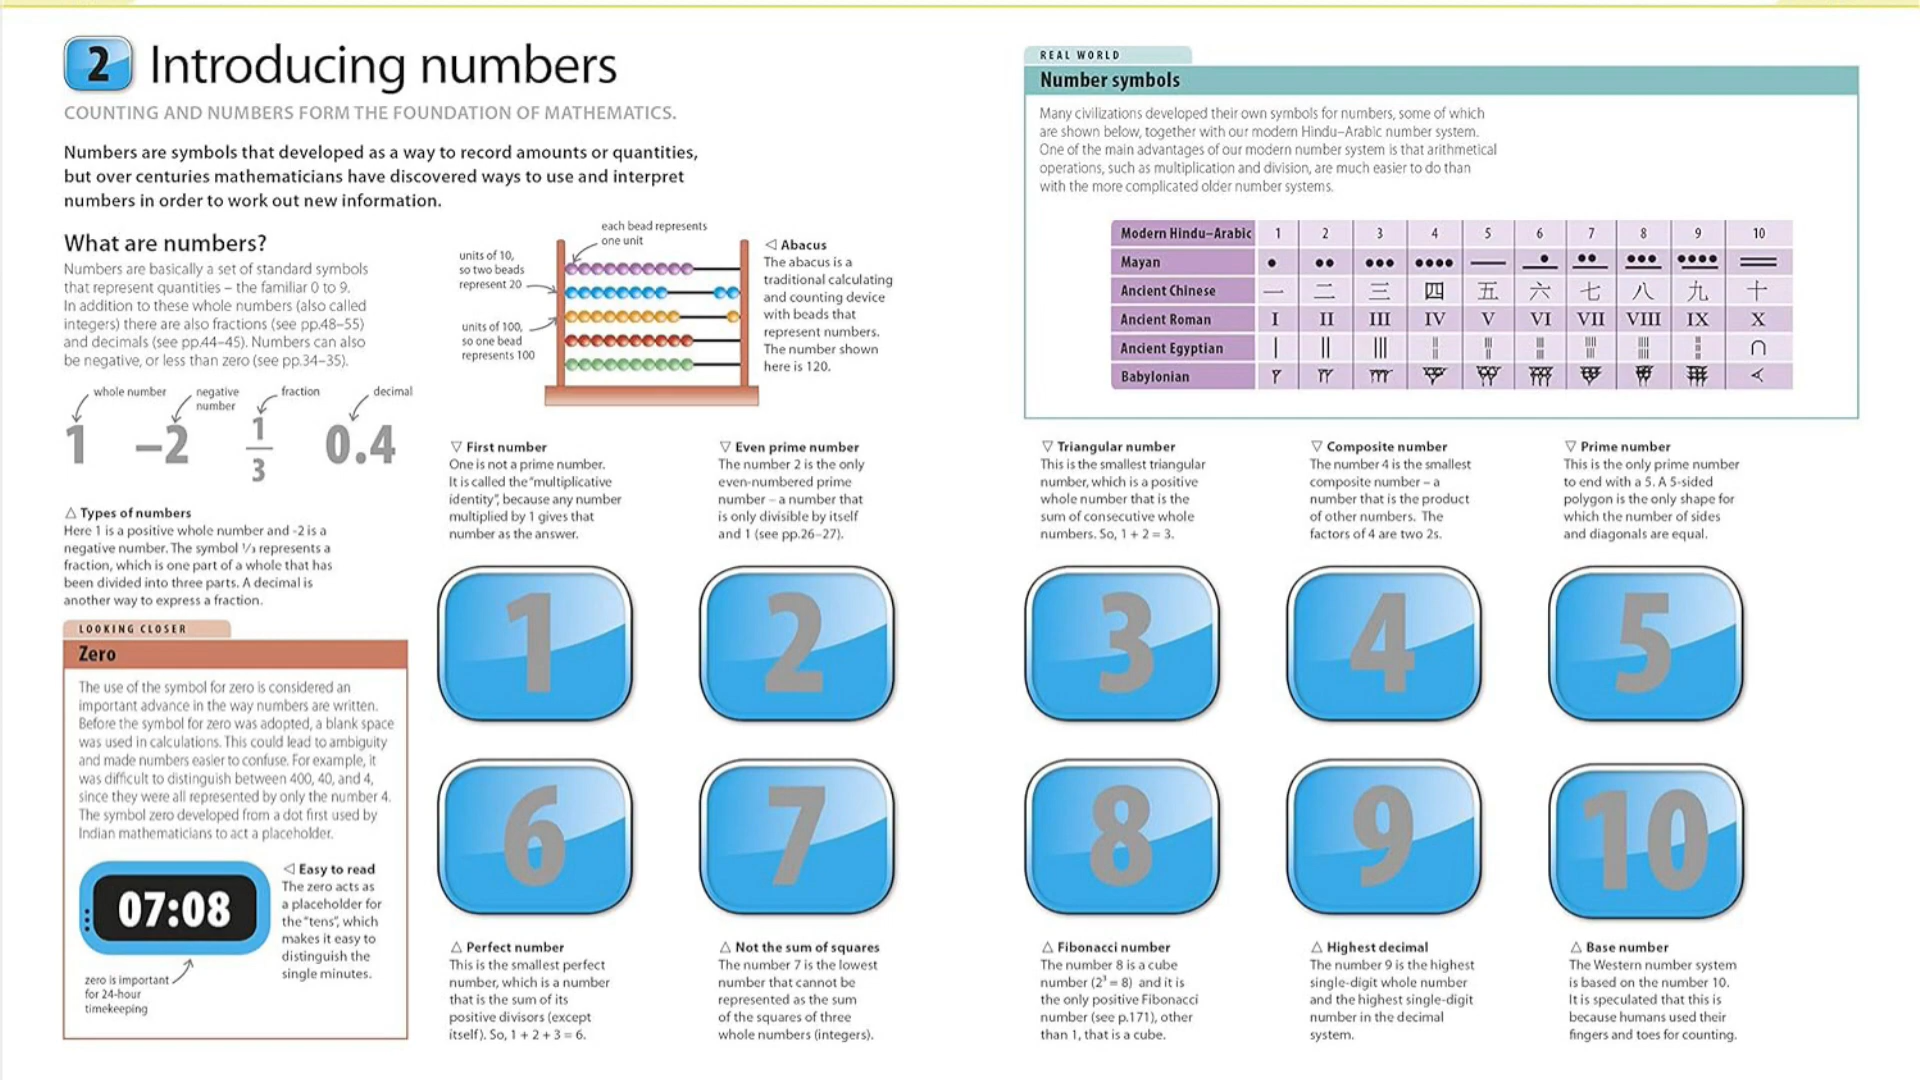 2 Introducing numbers
COUNTING AND NUMBERS FORM THE FOUNDATION OF MATHEMATICS.
Numbers are symbols that developed as a way to record amounts or quantities,
but over centuries mathematicians have discovered ways to use and interpret
numbers in order to work out new information.
What are numbers?
Numbers are basically a set of standard symbols
that represent quantities – the familiar 0 to 9.
In addition to these whole numbers (also called
integers) there are also fractions (see pp.48–55)
and decimals (see pp.44–45). Numbers can also
be negative, or less than zero (see pp.34–35).
whole number
negative
number
fraction
decimal
1 −2 1/3 0.4
△ Types of numbers
Here 1 is a positive whole number and -2 is a
negative number. The symbol 1/3 represents a
fraction, which is one part of a whole that has
been divided into three parts. A decimal is
another way to express a fraction.
each bead represents
one unit
units of 10,
so two beads
represent 20
units of 100,
so one bead
represents 100
◁ Abacus
The abacus is a
traditional calculating
and counting device
with beads that
represent numbers.
The number shown
here is 120.
LOOKING CLOSER
Zero
The use of the symbol for zero is considered an
important advance in the way numbers are written.
Before the symbol for zero was adopted, a blank space
was used in calculations. This could lead to ambiguity
and made numbers easier to confuse. For example, it
was difficult to distinguish between 400, 40, and 4,
since they were all represented by only the number 4.
The symbol zero developed from a dot first used by
Indian mathematicians to act a placeholder.
07:08
◁ Easy to read
The zero acts as
a placeholder for
the "tens", which
makes it easy to
distinguish the
single minutes.
zero is important
for 24-hour
timekeeping
▽ First number
One is not a prime number.
It is called the "multiplicative
identity", because any number
multiplied by 1 gives that
number as the answer.
1
▽ Even prime number
The number 2 is the only
even-numbered prime
number – a number that
is only divisible by itself
and 1 (see pp.26–27).
2
6
△ Perfect number
This is the smallest perfect
number, which is a number
that is the sum of its
positive divisors (except
itself). So, 1 + 2 + 3 = 6.
7
△ Not the sum of squares
The number 7 is the lowest
number that cannot be
represented as the sum
of the squares of three
whole numbers (integers).
REAL WORLD
Number symbols
Many civilizations developed their own symbols for numbers, some of which
are shown below, together with our modern Hindu–Arabic number system.
One of the main advantages of our modern number system is that arithmetical
operations, such as multiplication and division, are much easier to do than
with the more complicated older number systems.
Modern Hindu–Arabic 1 2 3 4 5 6 7 8 9 10
Mayan
Ancient Chinese 一 二 三 四 五 六 七 八 九 十
Ancient Roman I II III IV V VI VII VIII IX X
Ancient Egyptian
Babylonian
▽ Triangular number
This is the smallest triangular
number, which is a positive
whole number that is the
sum of consecutive whole
numbers. So, 1 + 2 = 3.
3
▽ Composite number
The number 4 is the smallest
composite number – a
number that is the product
of other numbers. The
factors of 4 are two 2s.
4
▽ Prime number
This is the only prime number
to end with a 5. A 5-sided
polygon is the only shape for
which the number of sides
and diagonals are equal.
5
8
△ Fibonacci number
The number 8 is a cube
number (2³ = 8) and it is
the only positive Fibonacci
number (see p.171), other
than 1, that is a cube.
9
△ Highest decimal
The number 9 is the highest
single-digit whole number
and the highest single-digit
number in the decimal
system.
10
△ Base number
The Western number system
is based on the number 10.
It is speculated that this is
because humans used their
fingers and toes for counting.